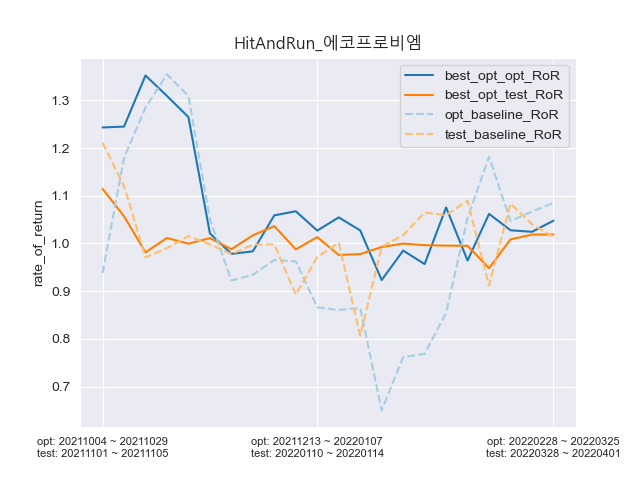 HitAndRun_에코프로비엠
best_opt_opt_RoR
best_opt_test_RoR
opt_baseline_RoR
test_baseline_RoR
rate_of_return
1.3
1.2
1.1
1.0
0.9
0.8
0.7
opt: 20211004 ~ 20211029
test: 20211101 ~ 20211105
opt: 20211213 ~ 20220107
test: 20220110 ~ 20220114
opt: 20220228 ~ 20220325
test: 20220328 ~ 20220401